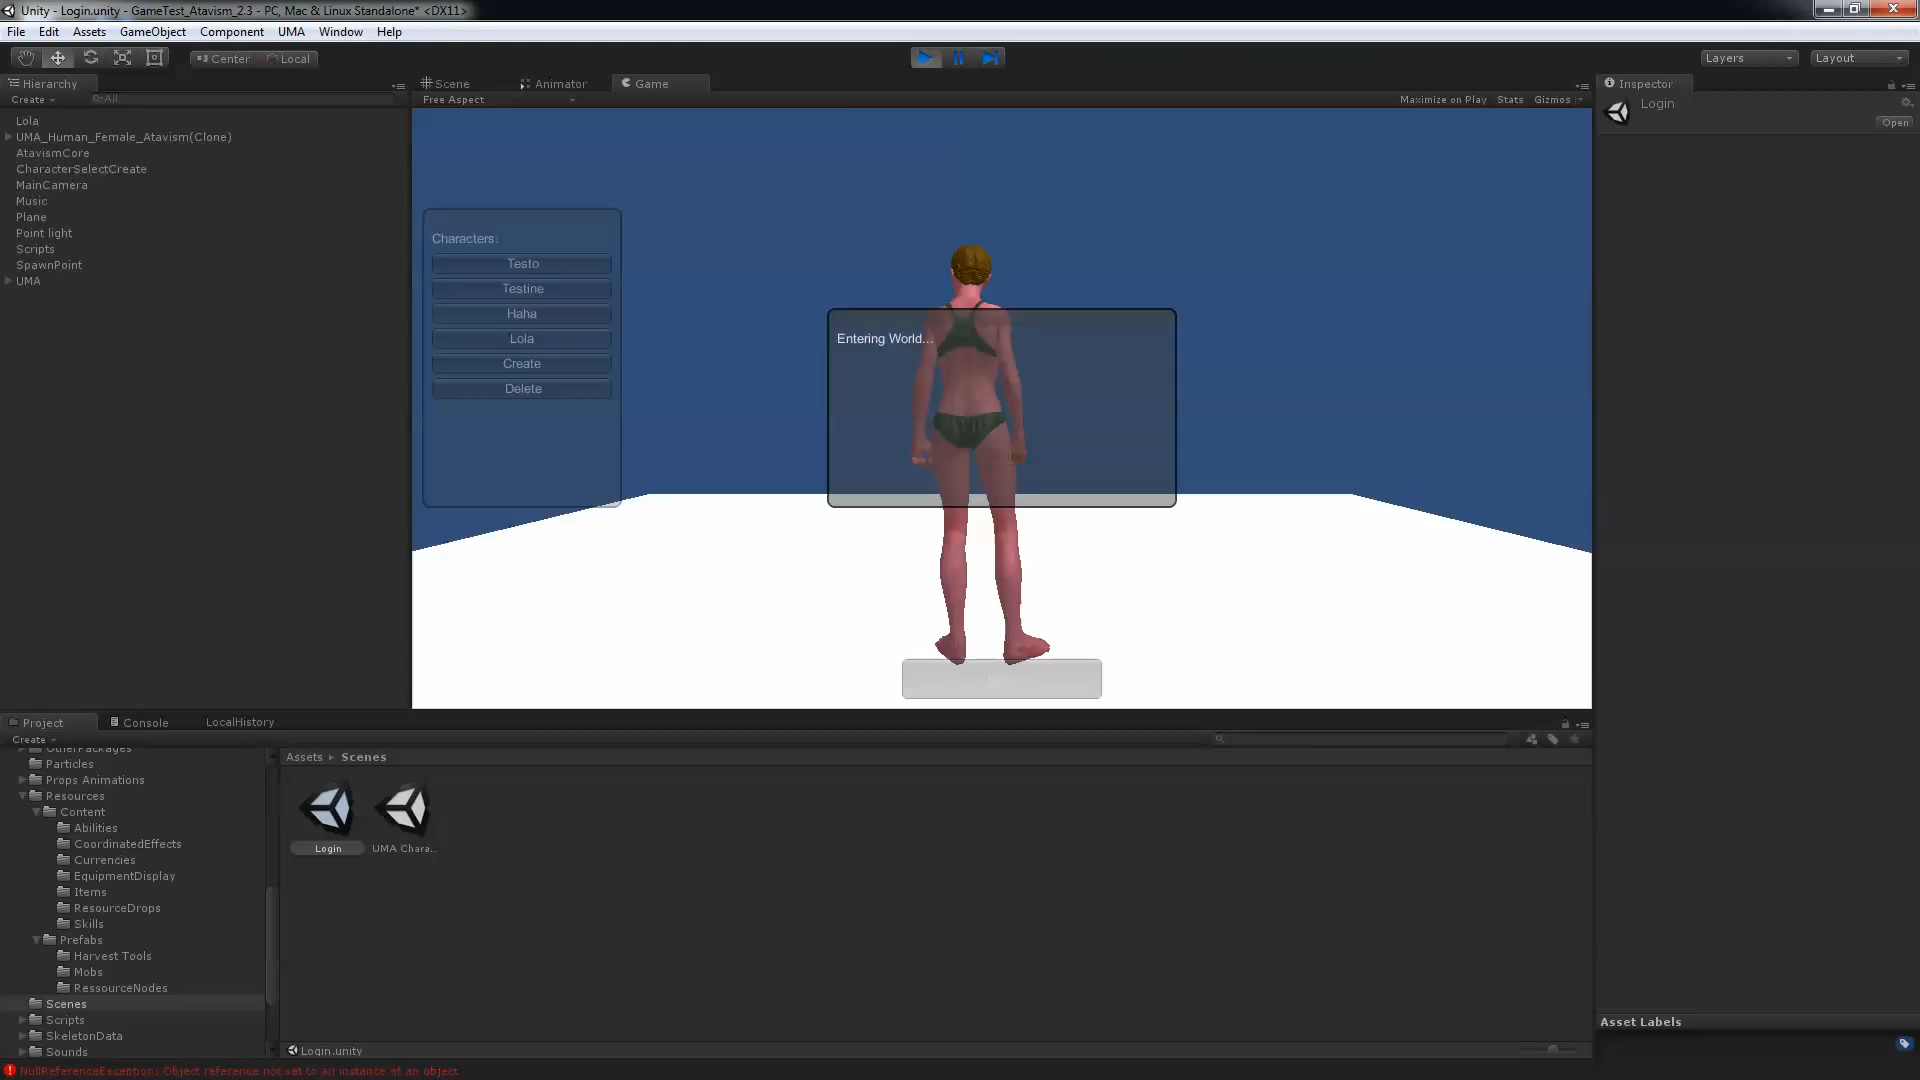 Unity - Login.unity - GameTest_Atavism_2.3 - PC, Mac & Linux Standalone* <DX11>
File Edit Assets GameObject Component UMA Window Help
Center Local Layers Layout
Hierarchy
Create All
Lola
UMA_Human_Female_Atavism(Clone)
AtavismCore
CharacterSelectCreate
MainCamera
Music
Plane
Point light
Scripts
SpawnPoint
UMA
Scene Animator Game
Free Aspect Maximize on Play Stats Gizmos
Characters:
Testo
Testine
Haha
Lola
Create
Delete
Entering World...
Inspector
Login
Open
Project Console LocalHistory
Create
OtherPackages
Particles
Props Animations
Resources
Content
Abilities
CoordinatedEffects
Currencies
EquipmentDisplay
Items
ResourceDrops
Skills
Prefabs
Harvest Tools
Mobs
RessourceNodes
Scenes
Scripts
SkeletonData
Sounds
Assets Scenes
Login UMA Chara...
Login.unity
Asset Labels
NullReferenceException: Object reference not set to an instance of an object